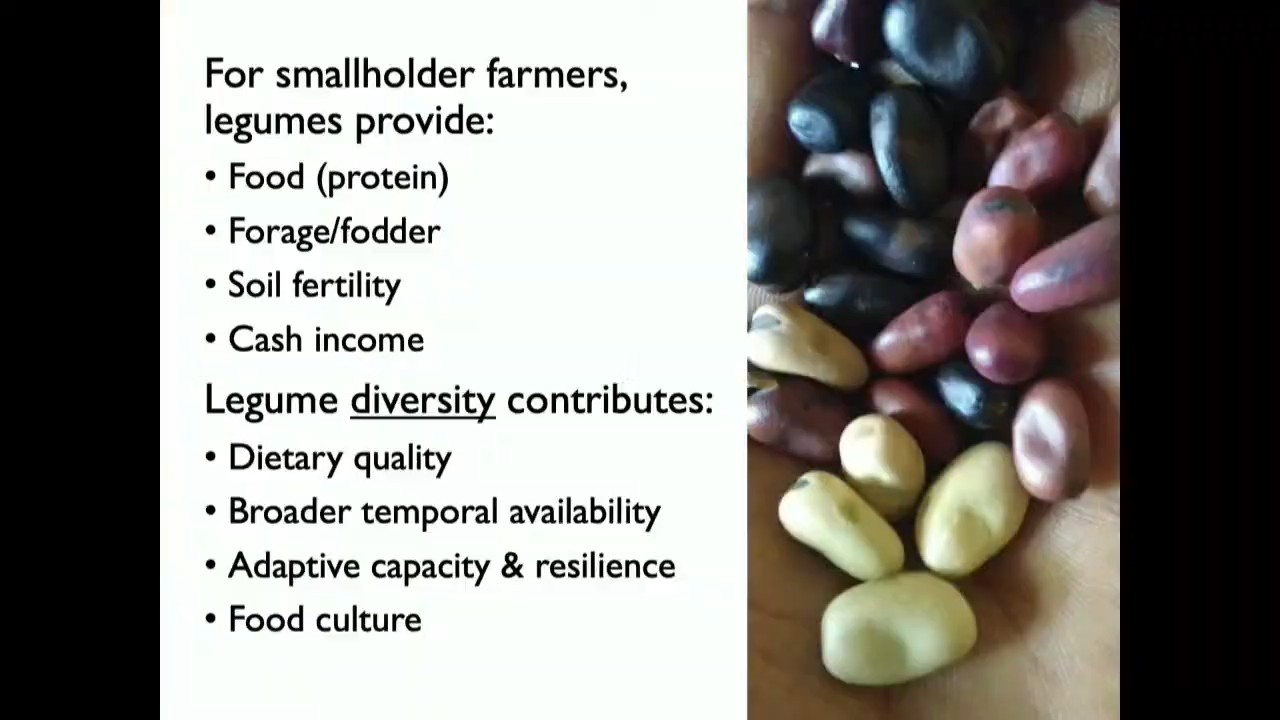 For smallholder farmers,
legumes provide:
• Food (protein)
• Forage/fodder
• Soil fertility
• Cash income
Legume diversity contributes:
• Dietary quality
• Broader temporal availability
• Adaptive capacity & resilience
• Food culture